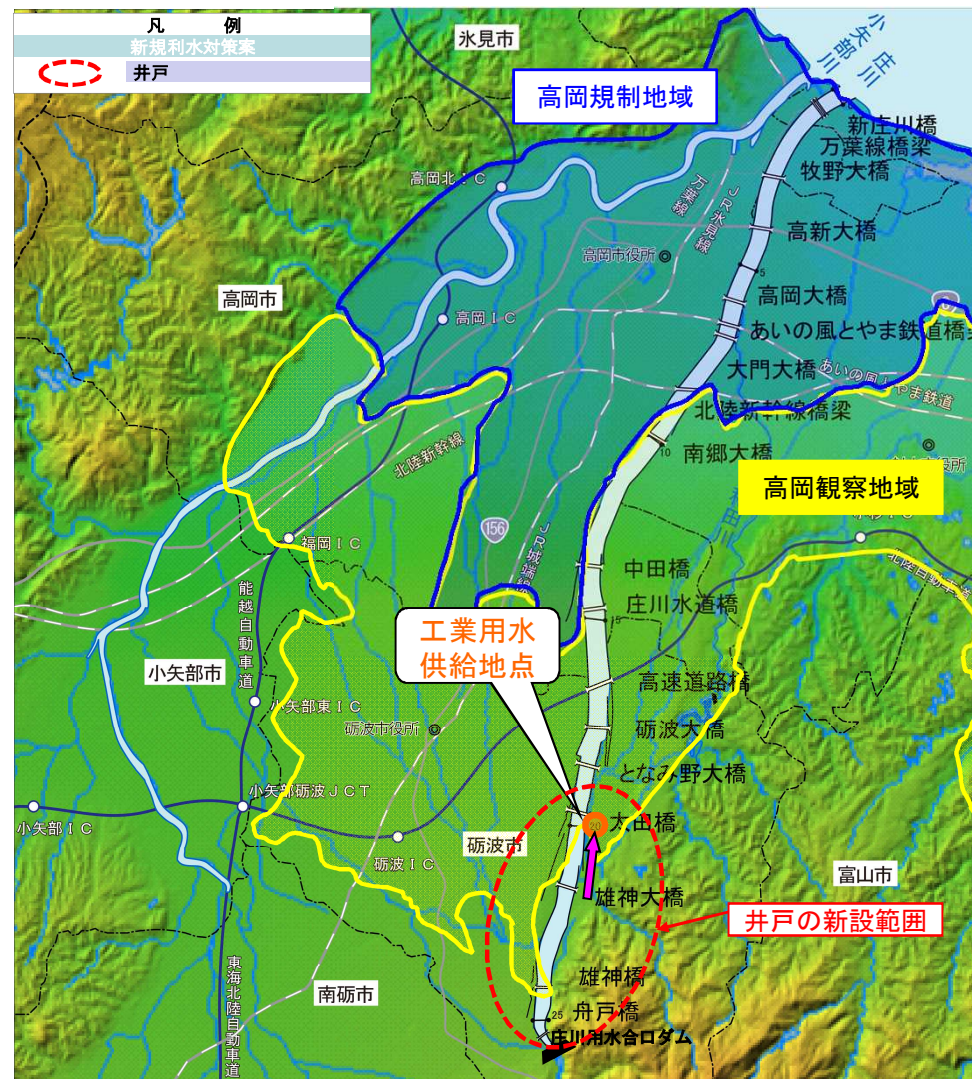 凡　例
新規利水対策案
井戸
氷見市
小矢部川
庄川
高岡規制地域
新庄川橋
万葉線橋梁
牧野大橋
高岡北ＩＣ
万葉線
ＪＲ氷見線
高新大橋
高岡市役所
5
高岡市
高岡大橋
高岡ＩＣ
あいの風とやま鉄道橋梁
大門大橋
あいの風とやま鉄道
北陸新幹線橋梁
北陸新幹線
10
南郷大橋
高岡観察地域
156
ＪＲ城端線
福岡ＩＣ
北陸自動車道
中田橋
能越自動車道
庄川水道橋
15
工業用水
供給地点
小矢部市
高速道路橋
小矢部東ＩＣ
砺波市役所
砺波大橋
となみ野大橋
小矢部砺波ＪＣＴ
小矢部ＩＣ
20
太田橋
砺波ＩＣ
砺波市
富山市
雄神大橋
井戸の新設範囲
東海北陸自動車道
南砺市
雄神橋
25
舟戸橋
庄川用水合口ダム